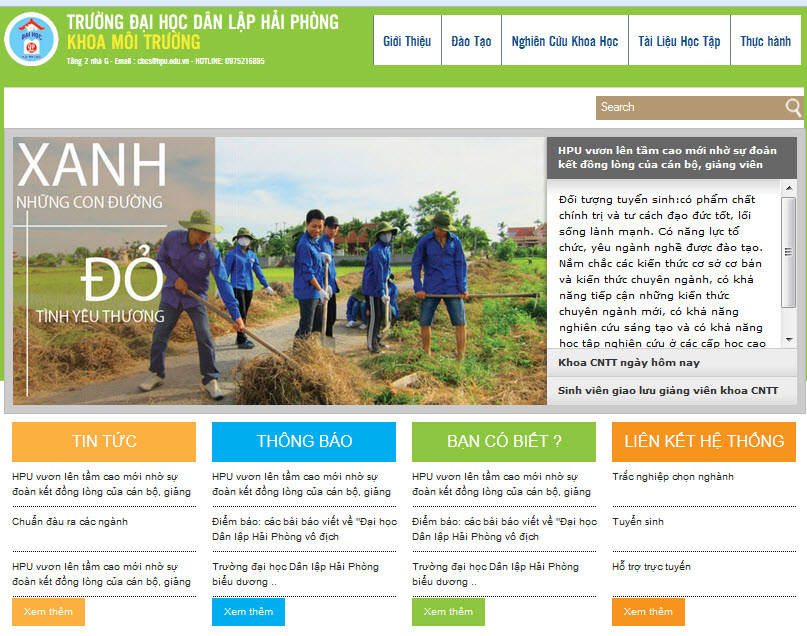 TRƯỜNG ĐẠI HỌC DÂN LẬP HẢI PHÒNG
KHOA MÔI TRƯỜNG
Tầng 2 nhà G - Email : cbcs@hpu.edu.vn - HOTLINE: 0975216895
Giới Thiệu
Đào Tạo
Nghiên Cứu Khoa Học
Tài Liệu Học Tập
Thực hành
Search
XANH
NHỮNG CON ĐƯỜNG
ĐỎ
TÌNH YÊU THƯƠNG
HPU vươn lên tầm cao mới nhờ sự đoàn
kết đồng lòng của cán bộ, giảng viên
Đối tượng tuyển sinh:có phẩm chất
chính trị và tư cách đạo đức tốt, lối
sống lành mạnh. Có năng lực tổ
chức, yêu ngành nghề được đào tạo.
Nắm chắc các kiến thức cơ sở cơ bản
và kiến thức chuyên ngành, có khả
năng tiếp cận những kiến thức
chuyên ngành mới, có khả năng
nghiên cứu sáng tạo và có khả năng
học tập nghiên cứu ở các cấp học cao
Khoa CNTT ngày hôm nay
Sinh viên giao lưu giảng viên khoa CNTT
TIN TỨC
HPU vươn lên tầm cao mới nhờ sự
đoàn kết đồng lòng của cán bộ, giảng
Chuẩn đầu ra các ngành
HPU vươn lên tầm cao mới nhờ sự
đoàn kết đồng lòng của cán bộ, giảng
Xem thêm
THÔNG BÁO
HPU vươn lên tầm cao mới nhờ sự
đoàn kết đồng lòng của cán bộ, giảng
Điểm báo: các bài báo viết về "Đại học
Dân lập Hải Phòng vô địch
Trường đại học Dân lập Hải Phòng
biểu dương ..
Xem thêm
BẠN CÓ BIẾT ?
HPU vươn lên tầm cao mới nhờ sự
đoàn kết đồng lòng của cán bộ, giảng
Điểm báo: các bài báo viết về "Đại học
Dân lập Hải Phòng vô địch
Trường đại học Dân lập Hải Phòng
biểu dương ..
Xem thêm
LIÊN KẾT HỆ THỐNG
Trắc nghiệp chọn nghành
Tuyển sinh
Hỗ trợ trực tuyến
Xem thêm